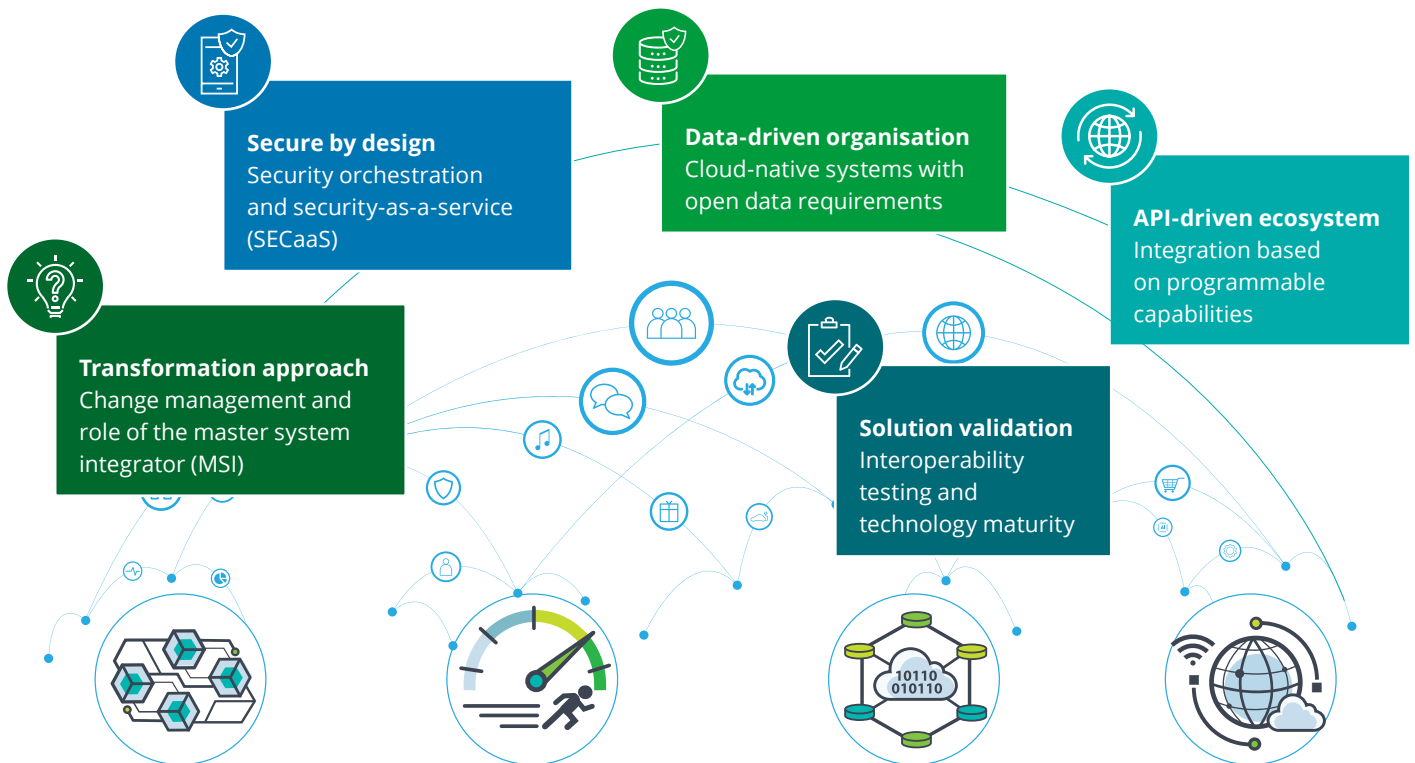 Secure by design
Security orchestration
and security-as-a-service
(SECaaS)
Data-driven organisation
Cloud-native systems with
open data requirements
API-driven ecosystem
Integration based
on programmable
capabilities
Transformation approach
Change management and
role of the master system
integrator (MSI)
Solution validation
Interoperability
testing and
technology maturity
?
10110
010110